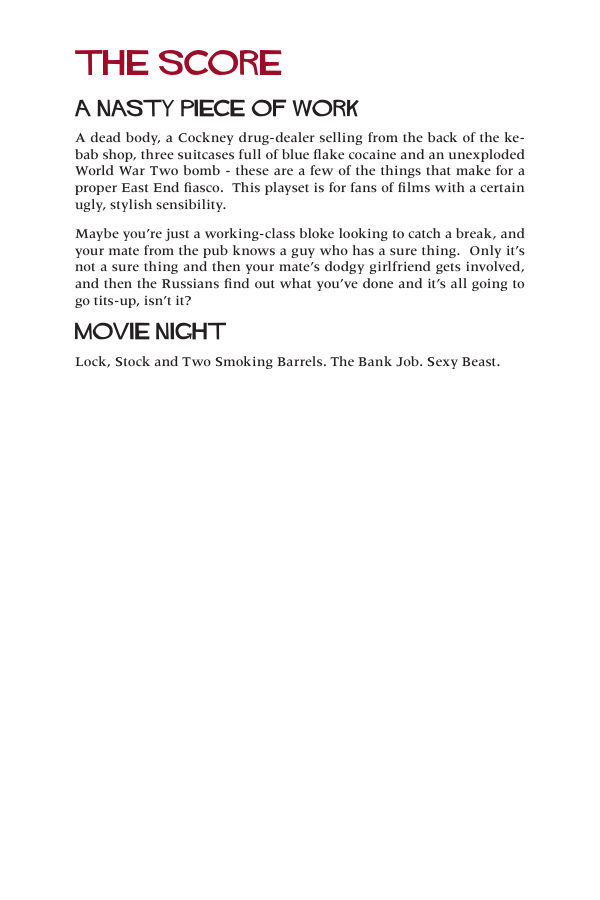 THE SCORE
A NASTY PIECE OF WORK
A dead body, a Cockney drug-dealer selling from the back of the ke-
bab shop, three suitcases full of blue flake cocaine and an unexploded
World War Two bomb - these are a few of the things that make for a
proper East End fiasco.  This playset is for fans of films with a certain
ugly, stylish sensibility.
Maybe you’re just a working-class bloke looking to catch a break, and
your mate from the pub knows a guy who has a sure thing.  Only it’s
not a sure thing and then your mate’s dodgy girlfriend gets involved,
and then the Russians find out what you’ve done and it’s all going to
go tits-up, isn’t it?
MOVIE NIGHT
Lock, Stock and Two Smoking Barrels. The Bank Job. Sexy Beast.